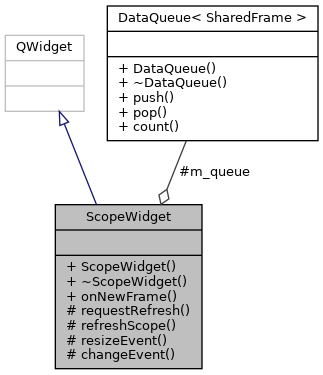 DataQueue< SharedFrame >
+ DataQueue()
+ ~DataQueue()
+ push()
+ pop()
+ count()
QWidget
#m_queue
ScopeWidget
+ ScopeWidget()
+ ~ScopeWidget()
+ onNewFrame()
# requestRefresh()
# refreshScope()
# resizeEvent()
# changeEvent()